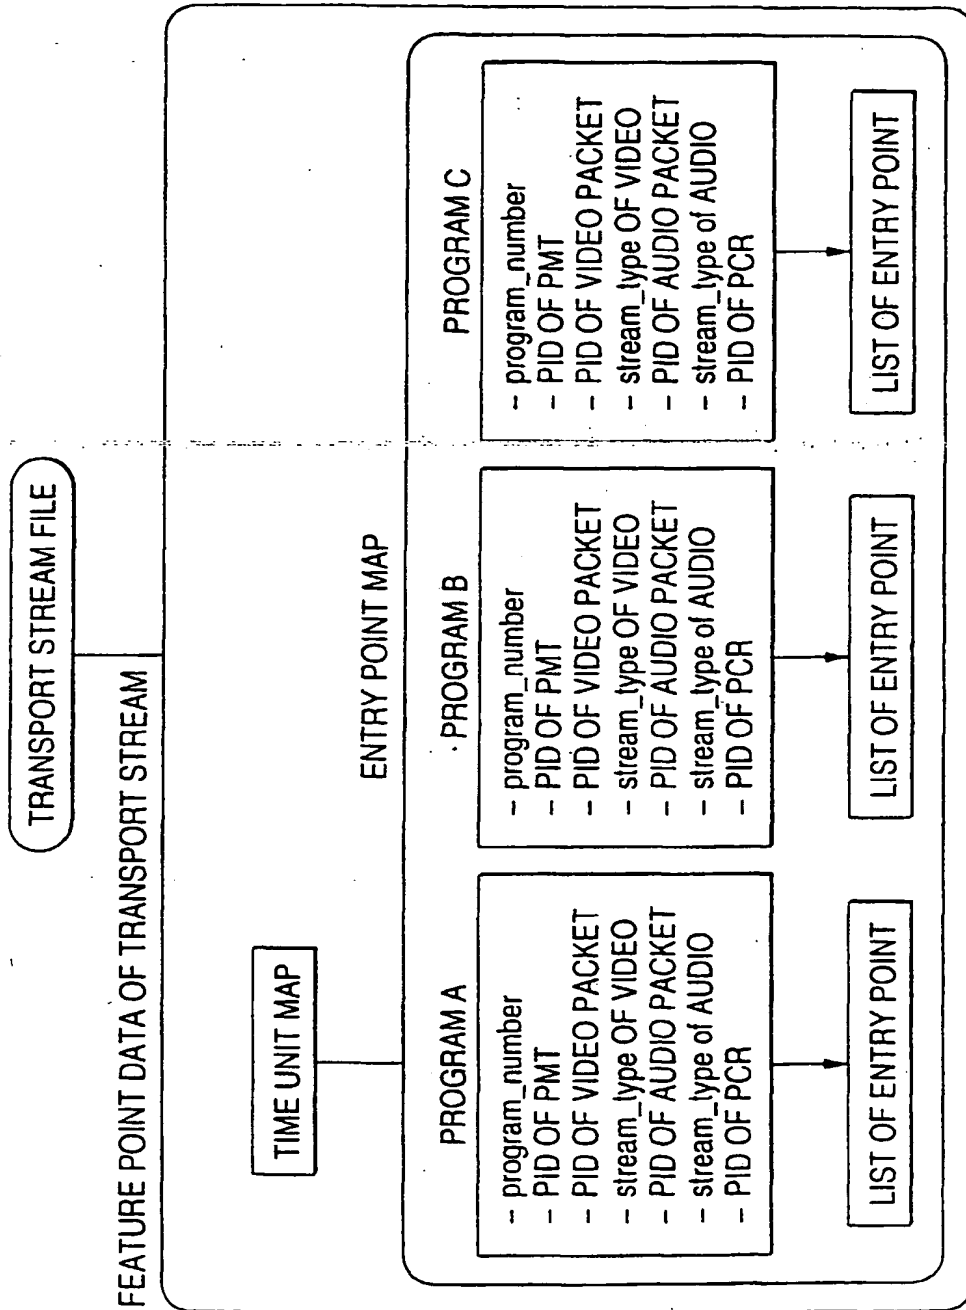 TRANSPORT STREAM FILE
FEATURE POINT DATA OF TRANSPORT STREAM
TIME UNIT MAP
ENTRY POINT MAP
PROGRAM A
- program_number
- PID OF PMT
- PID OF VIDEO PACKET
- stream_type OF VIDEO
- PID OF AUDIO PACKET
- stream_type of AUDIO
- PID OF PCR
LIST OF ENTRY POINT
PROGRAM B
- program_number
- PID OF PMT
- PID OF VIDEO PACKET
- stream_type OF VIDEO
- PID OF AUDIO PACKET
- stream_type of AUDIO
- PID OF PCR
LIST OF ENTRY POINT
PROGRAM C
- program_number
- PID OF PMT
- PID OF VIDEO PACKET
- stream_type OF VIDEO
- PID OF AUDIO PACKET
- stream_type of AUDIO
- PID OF PCR
LIST OF ENTRY POINT